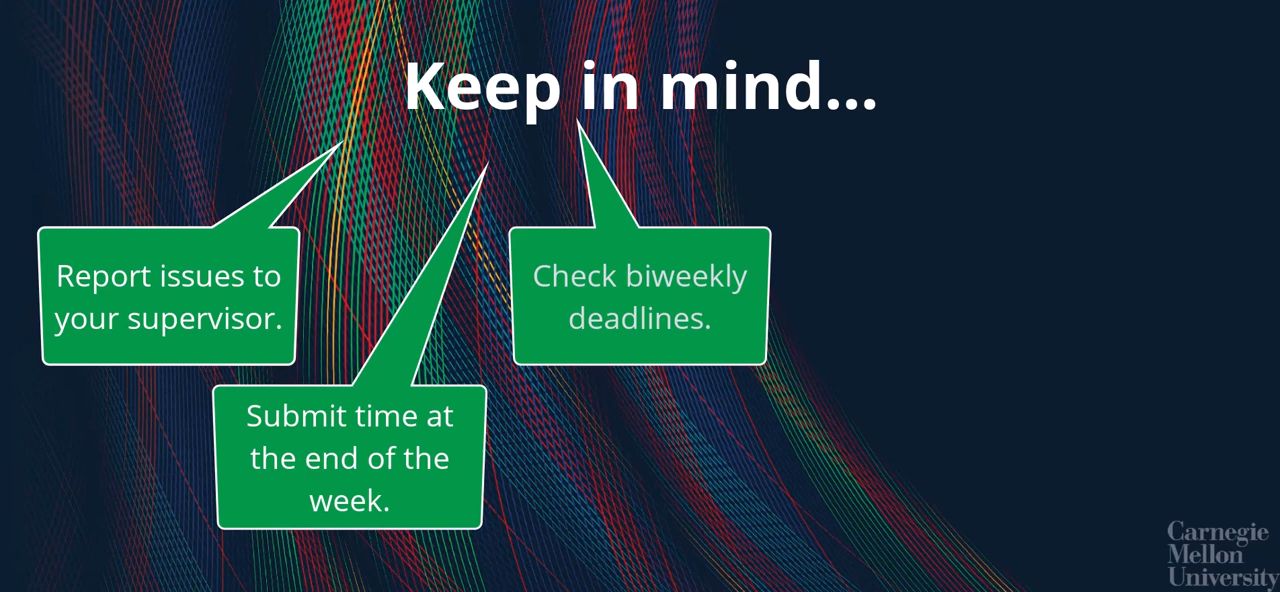 Keep in mind...
Report issues to
your supervisor.
Check biweekly
deadlines.
Submit time at
the end of the
week.
Carnegie
Mellon
University